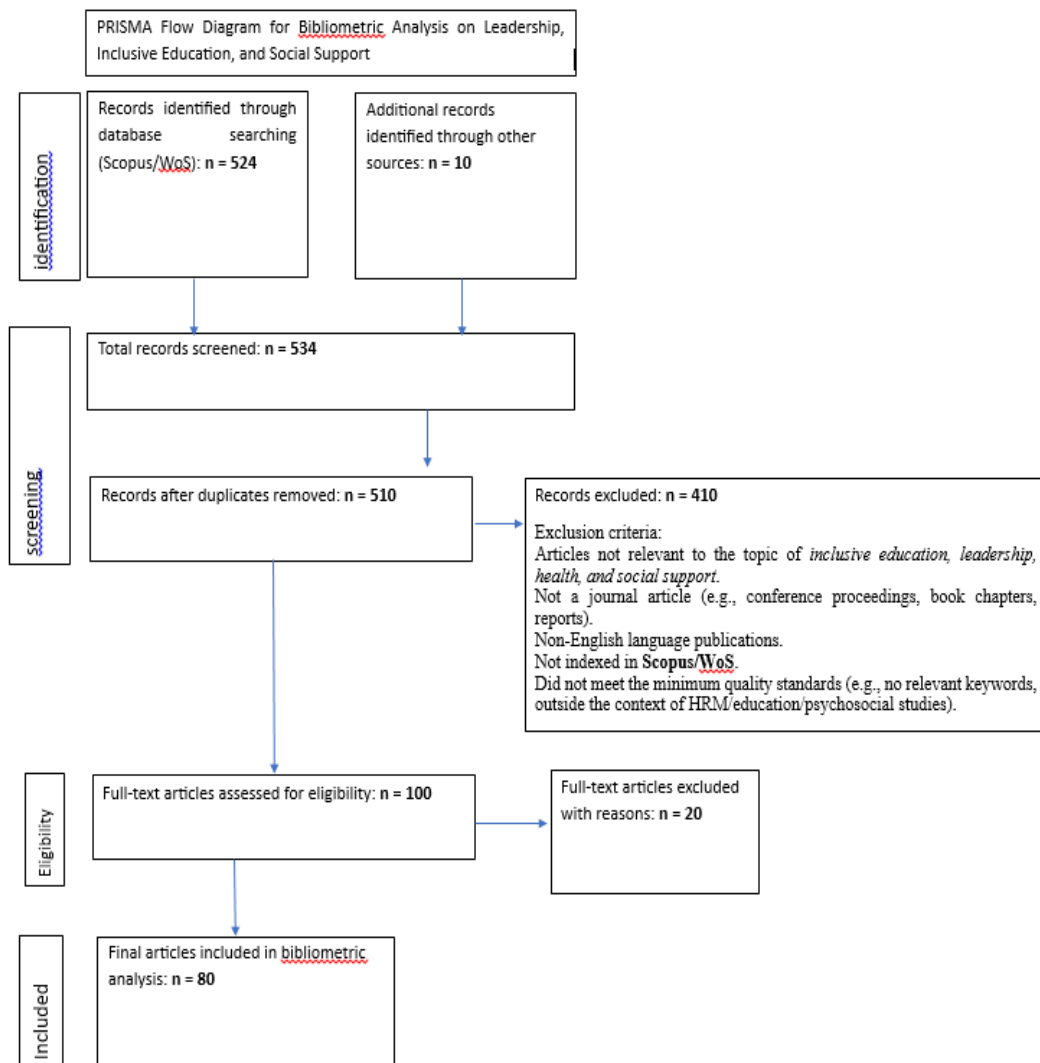 PRISMA Flow Diagram for Bibliometric Analysis on Leadership,
Inclusive Education, and Social Support
identification
Records identified through
database searching
(Scopus/WoS): n = 524
Additional records
identified through other
sources: n = 10
screening
Total records screened: n = 534
Records after duplicates removed: n = 510
Records excluded: n = 410
Exclusion criteria:
Articles not relevant to the topic of inclusive education, leadership,
health, and social support.
Not a journal article (e.g., conference proceedings, book chapters,
reports).
Non-English language publications.
Not indexed in Scopus/WoS.
Did not meet the minimum quality standards (e.g., no relevant keywords,
outside the context of HRM/education/psychosocial studies).
Eligibility
Full-text articles assessed for eligibility: n = 100
Full-text articles excluded
with reasons: n = 20
Included
Final articles included in bibliometric
analysis: n = 80